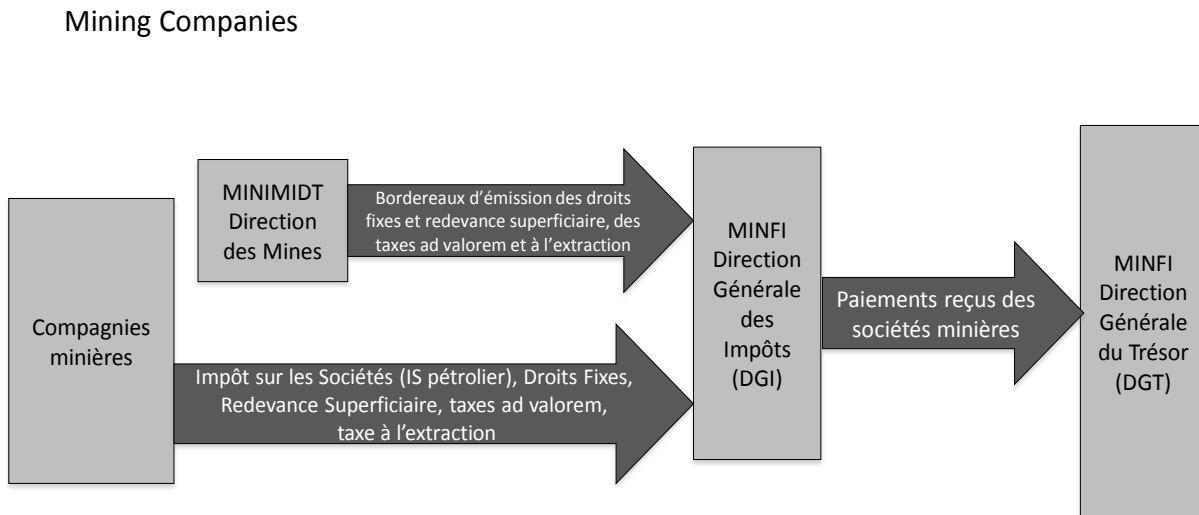 Mining Companies
Compagnies
minières
MINIMIDT
Direction
des Mines
Bordereaux d’émission des droits
fixes et redevance superficiaire, des
taxes ad valorem et à l’extraction
Impôt sur les Sociétés (IS pétrolier), Droits Fixes,
Redevance Superficiaire, taxes ad valorem,
taxe à l’extraction
MINFI
Direction
Générale
des
Impôts
(DGI)
Paiements reçus des
sociétés minières
MINFI
Direction
Générale
du Trésor
(DGT)